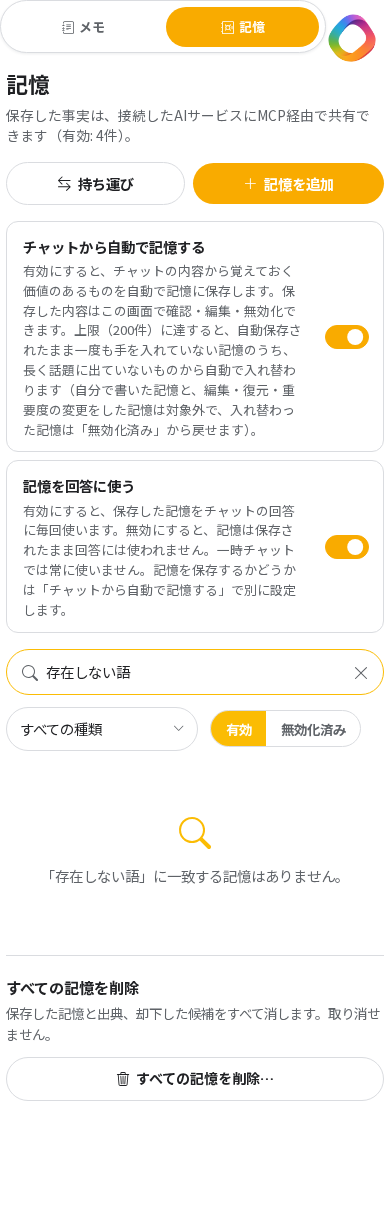 メモ
記憶
記憶
保存した事実は、接続したAIサービスにMCP経由で共有で
きます（有効: 4件）。
持ち運び
記憶を追加
チャットから自動で記憶する
有効にすると、チャットの内容から覚えておく
価値のあるものを自動で記憶に保存します。保
存した内容はこの画面で確認・編集・無効化で
きます。上限（200件）に達すると、自動保存さ
れたまま一度も手を入れていない記憶のうち、
長く話題に出ていないものから自動で入れ替わ
ります（自分で書いた記憶と、編集・復元・重
要度の変更をした記憶は対象外で、入れ替わっ
た記憶は「無効化済み」から戻せます）。
記憶を回答に使う
有効にすると、保存した記憶をチャットの回答
に毎回使います。無効にすると、記憶は保存さ
れたまま回答には使われません。一時チャット
では常に使いません。記憶を保存するかどうか
は「チャットから自動で記憶する」で別に設定
します。
存在しない語
すべての種類
有効
無効化済み
「存在しない語」に一致する記憶はありません。
すべての記憶を削除
保存した記憶と出典、却下した候補をすべて消します。取り消せ
ません。
すべての記憶を削除…